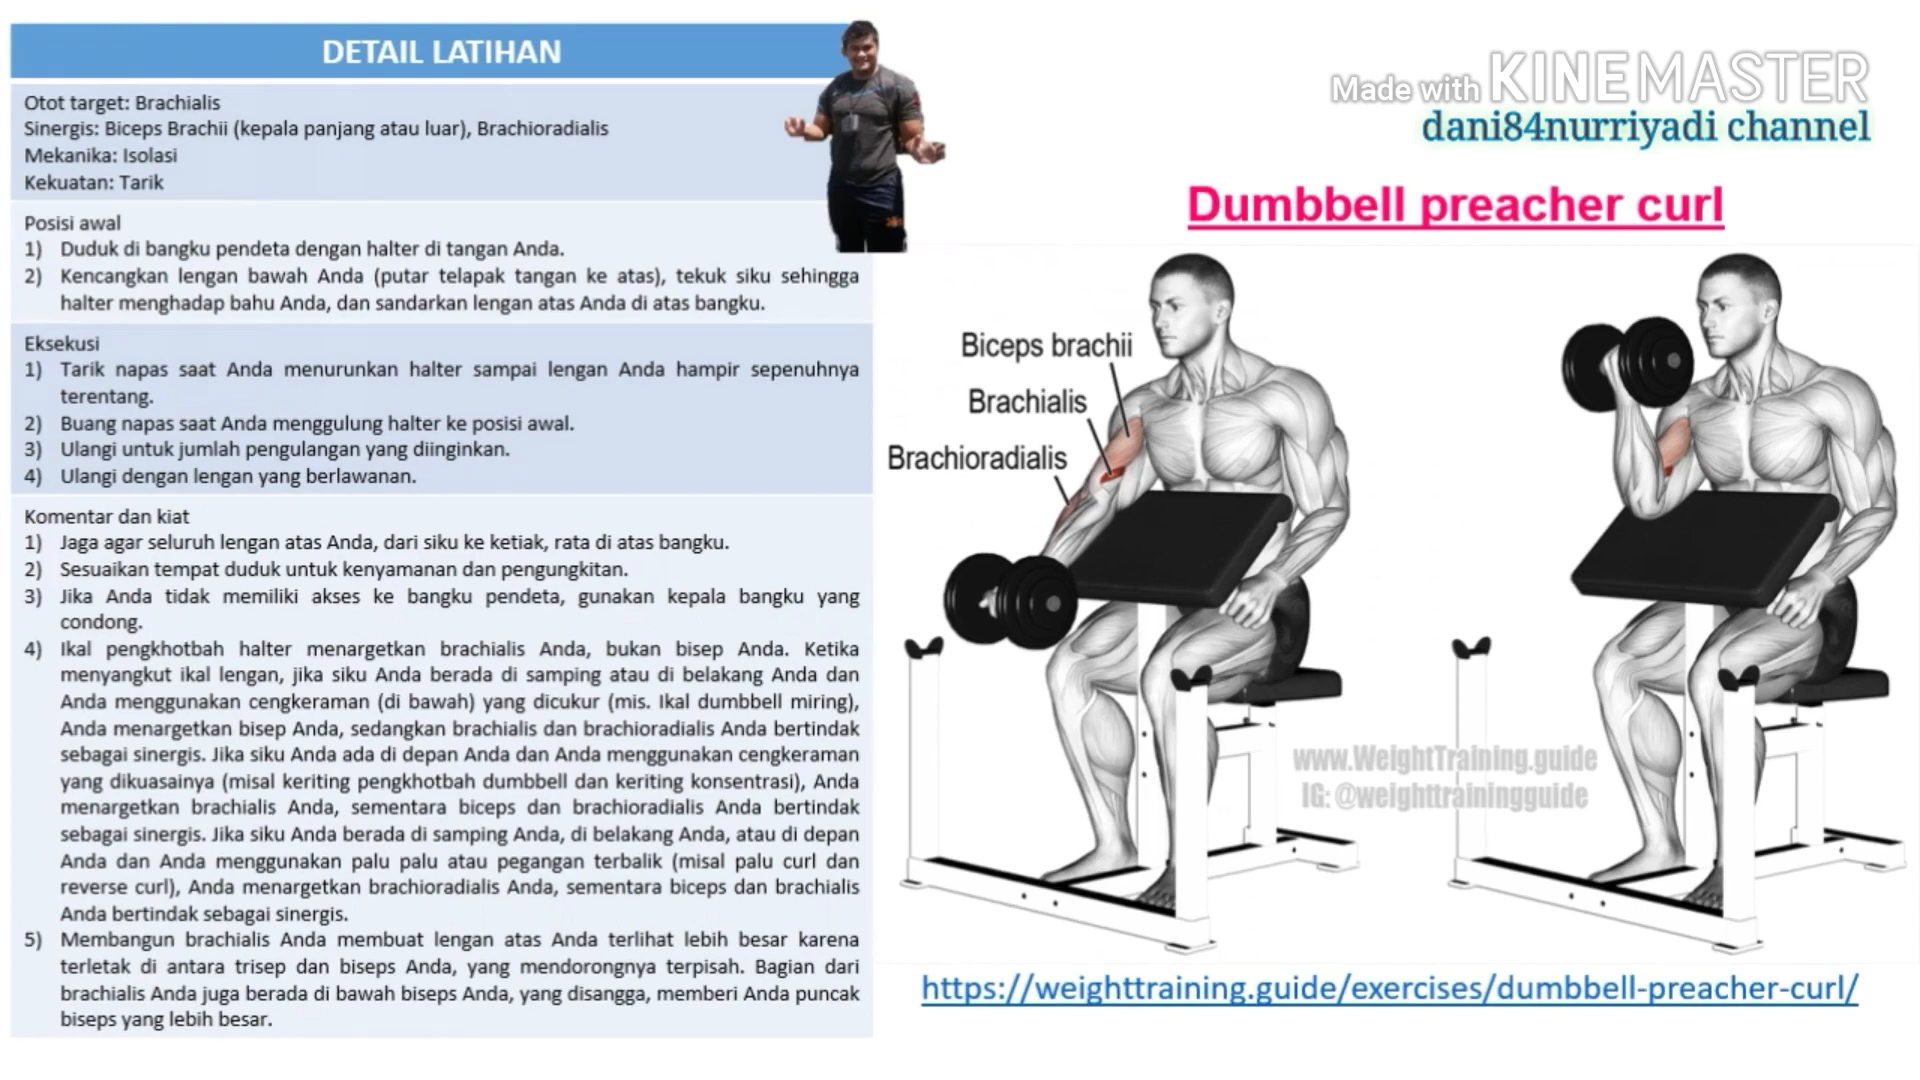 DETAIL LATIHAN
Otot target: Brachialis
Sinergis: Biceps Brachii (kepala panjang atau luar), Brachioradialis
Mekanika: Isolasi
Kekuatan: Tarik
Posisi awal
1) Duduk di bangku pendeta dengan halter di tangan Anda.
2) Kencangkan lengan bawah Anda (putar telapak tangan ke atas), tekuk siku sehingga
halter menghadap bahu Anda, dan sandarkan lengan atas Anda di atas bangku.
Eksekusi
1) Tarik napas saat Anda menurunkan halter sampai lengan Anda hampir sepenuhnya
terentang.
2) Buang napas saat Anda menggulung halter ke posisi awal.
3) Ulangi untuk jumlah pengulangan yang diinginkan.
4) Ulangi dengan lengan yang berlawanan.
Komentar dan kiat
1) Jaga agar seluruh lengan atas Anda, dari siku ke ketiak, rata di atas bangku.
2) Sesuaikan tempat duduk untuk kenyamanan dan pengungkitan.
3) Jika Anda tidak memiliki akses ke bangku pendeta, gunakan kepala bangku yang
condong.
4) Ikal pengkhotbah halter menargetkan brachialis Anda, bukan bisep Anda. Ketika
menyangkut ikal lengan, jika siku Anda berada di samping atau di belakang Anda dan
Anda menggunakan cengkeraman (di bawah) yang dicukur (mis. Ikal dumbbell miring),
Anda menargetkan bisep Anda, sedangkan brachialis dan brachioradialis Anda bertindak
sebagai sinergis. Jika siku Anda ada di depan Anda dan Anda menggunakan cengkeraman
yang dikuasainya (misal keriting pengkhotbah dumbbell dan keriting konsentrasi), Anda
menargetkan brachialis Anda, sementara biceps dan brachioradialis Anda bertindak
sebagai sinergis. Jika siku Anda berada di samping Anda, di belakang Anda, atau di depan
Anda dan Anda menggunakan palu palu atau pegangan terbalik (misal palu curl dan
reverse curl), Anda menargetkan brachioradialis Anda, sementara biceps dan brachialis
Anda bertindak sebagai sinergis.
5) Membangun brachialis Anda membuat lengan atas Anda terlihat lebih besar karena
terletak di antara trisep dan biseps Anda, yang mendorongnya terpisah. Bagian dari
brachialis Anda juga berada di bawah biseps Anda, yang disangga, memberi Anda puncak
biseps yang lebih besar.
Made with KINEMASTER
dani84nurriyadi channel
Dumbbell preacher curl
Biceps brachii
Brachialis
Brachioradialis
www.WeightTraining.guide
IG: @weighttrainingguide
https://weighttraining.guide/exercises/dumbbell-preacher-curl/